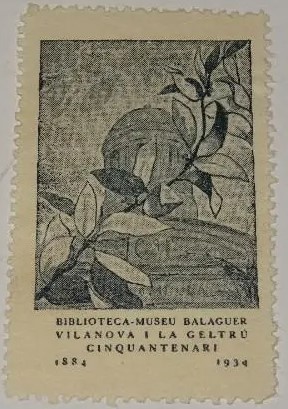 BIBLIOTECA-MUSEU BALAGUER
VILANOVA I LA GELTRÚ
CINQUANTENARI
1884 1934